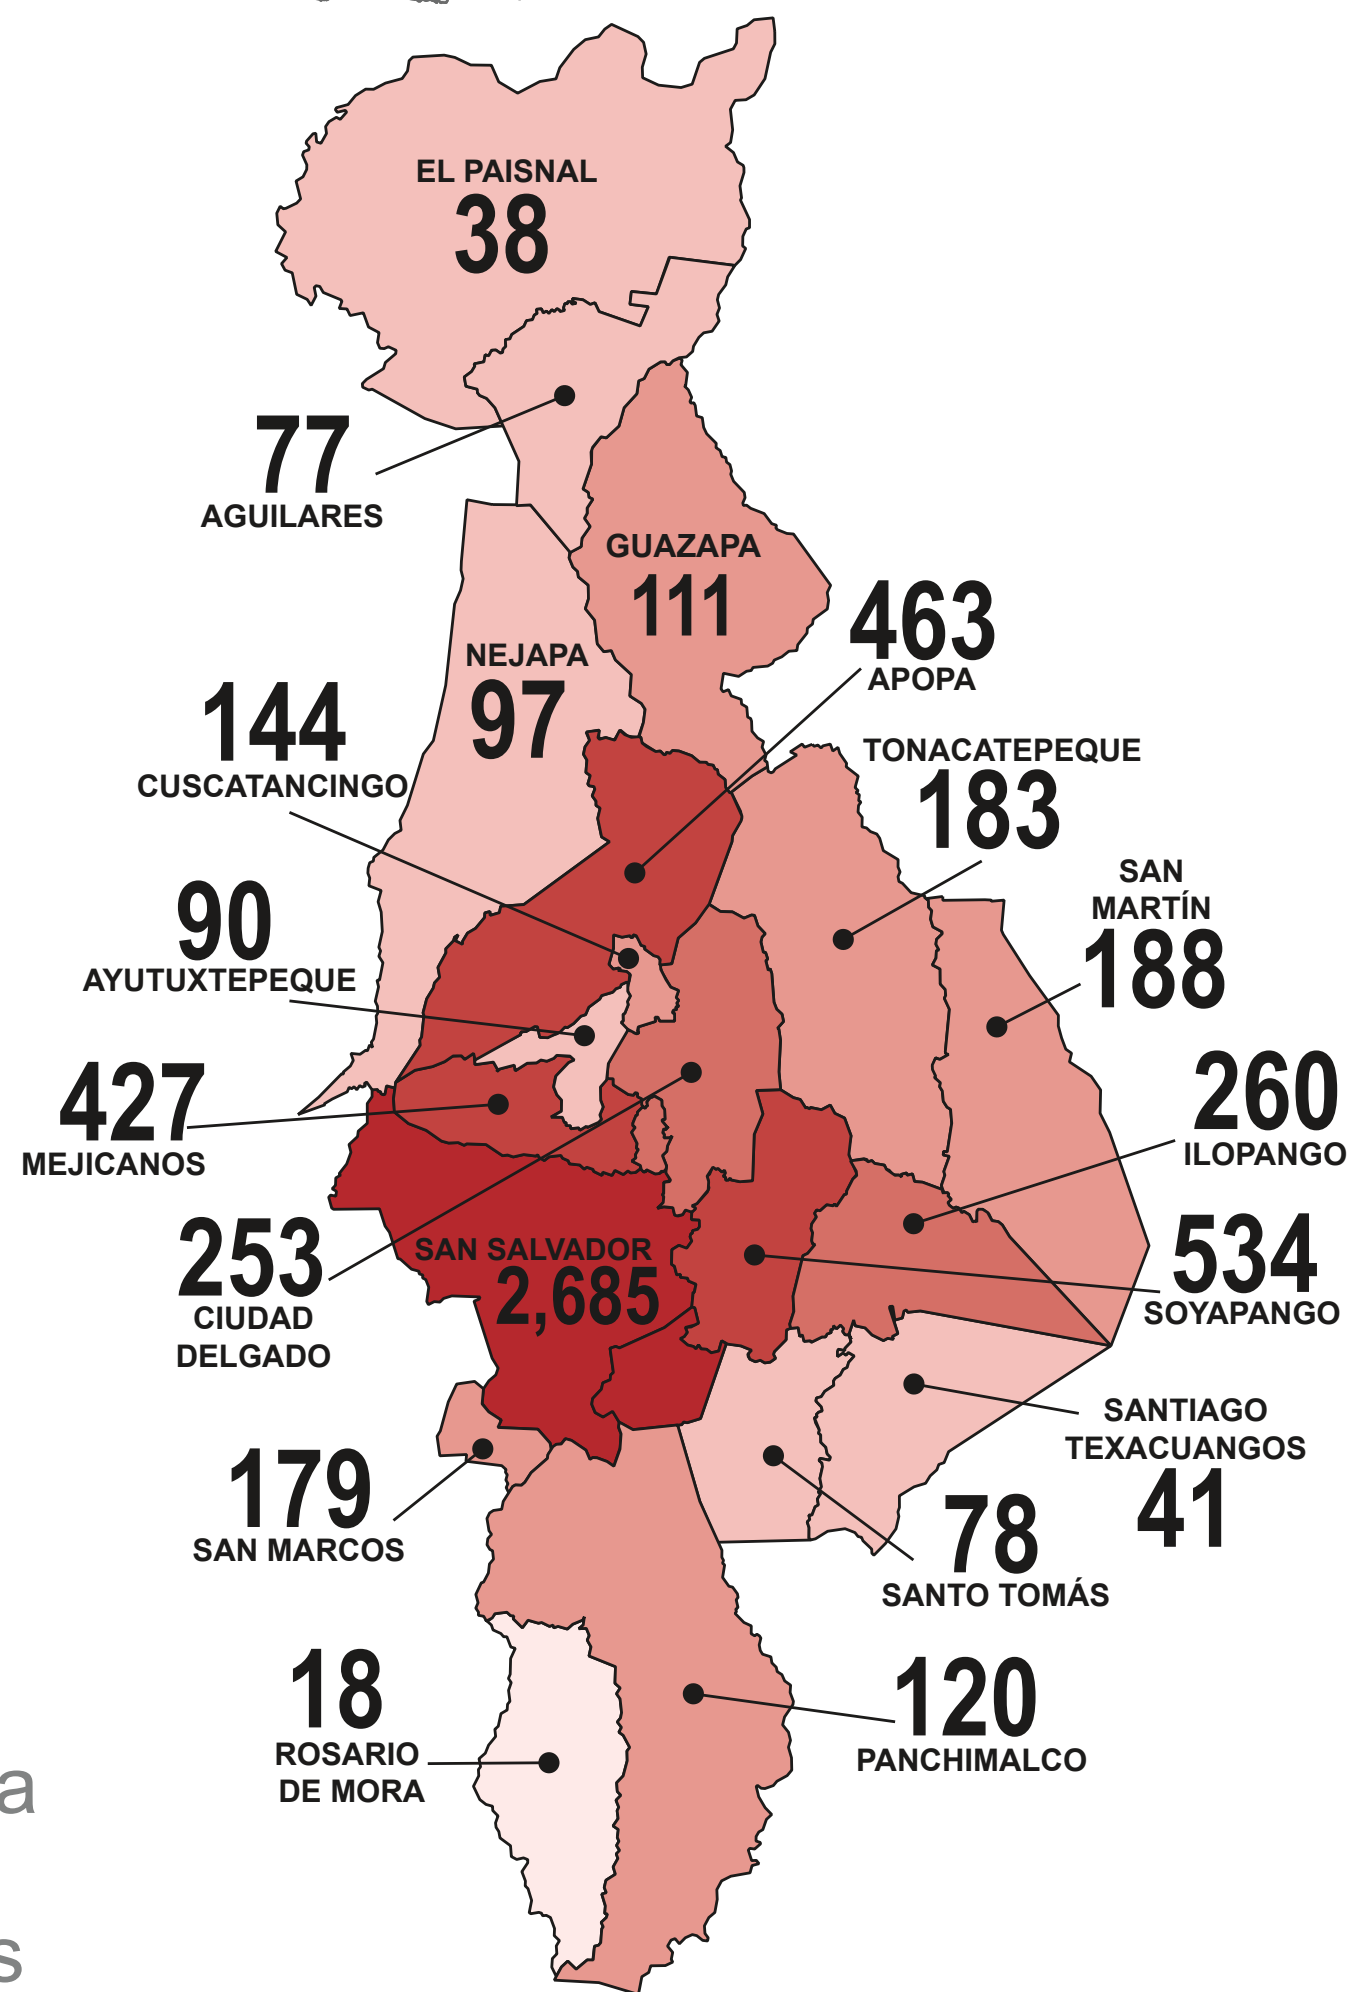 EL PAISNAL
38
77
AGUILARES
GUAZAPA
111
463
APOPA
NEJAPA
97
144
CUSCATANCINGO
TONACATEPEQUE
183
SAN
MARTÍN
188
90
AYUTUXTEPEQUE
427
MEJICANOS
260
ILOPANGO
253
CIUDAD
DELGADO
SAN SALVADOR
2,685
534
SOYAPANGO
SANTIAGO
TEXACUANGOS
41
179
SAN MARCOS
78
SANTO TOMÁS
18
ROSARIO
DE MORA
120
PANCHIMALCO
a
s